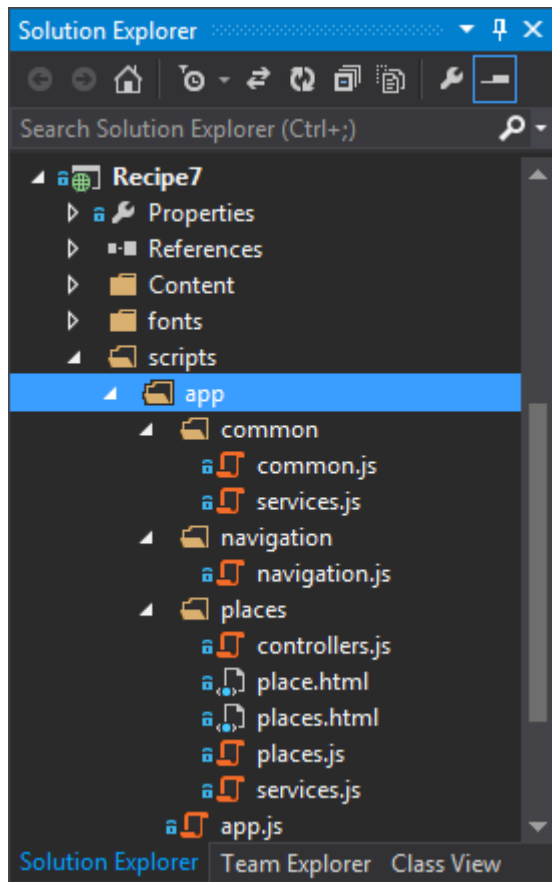 Solution Explorer
Search Solution Explorer (Ctrl+;)
Recipe7
Properties
References
Content
fonts
scripts
app
common
common.js
services.js
navigation
navigation.js
places
controllers.js
place.html
places.html
places.js
services.js
app.js
Solution Explorer Team Explorer Class View